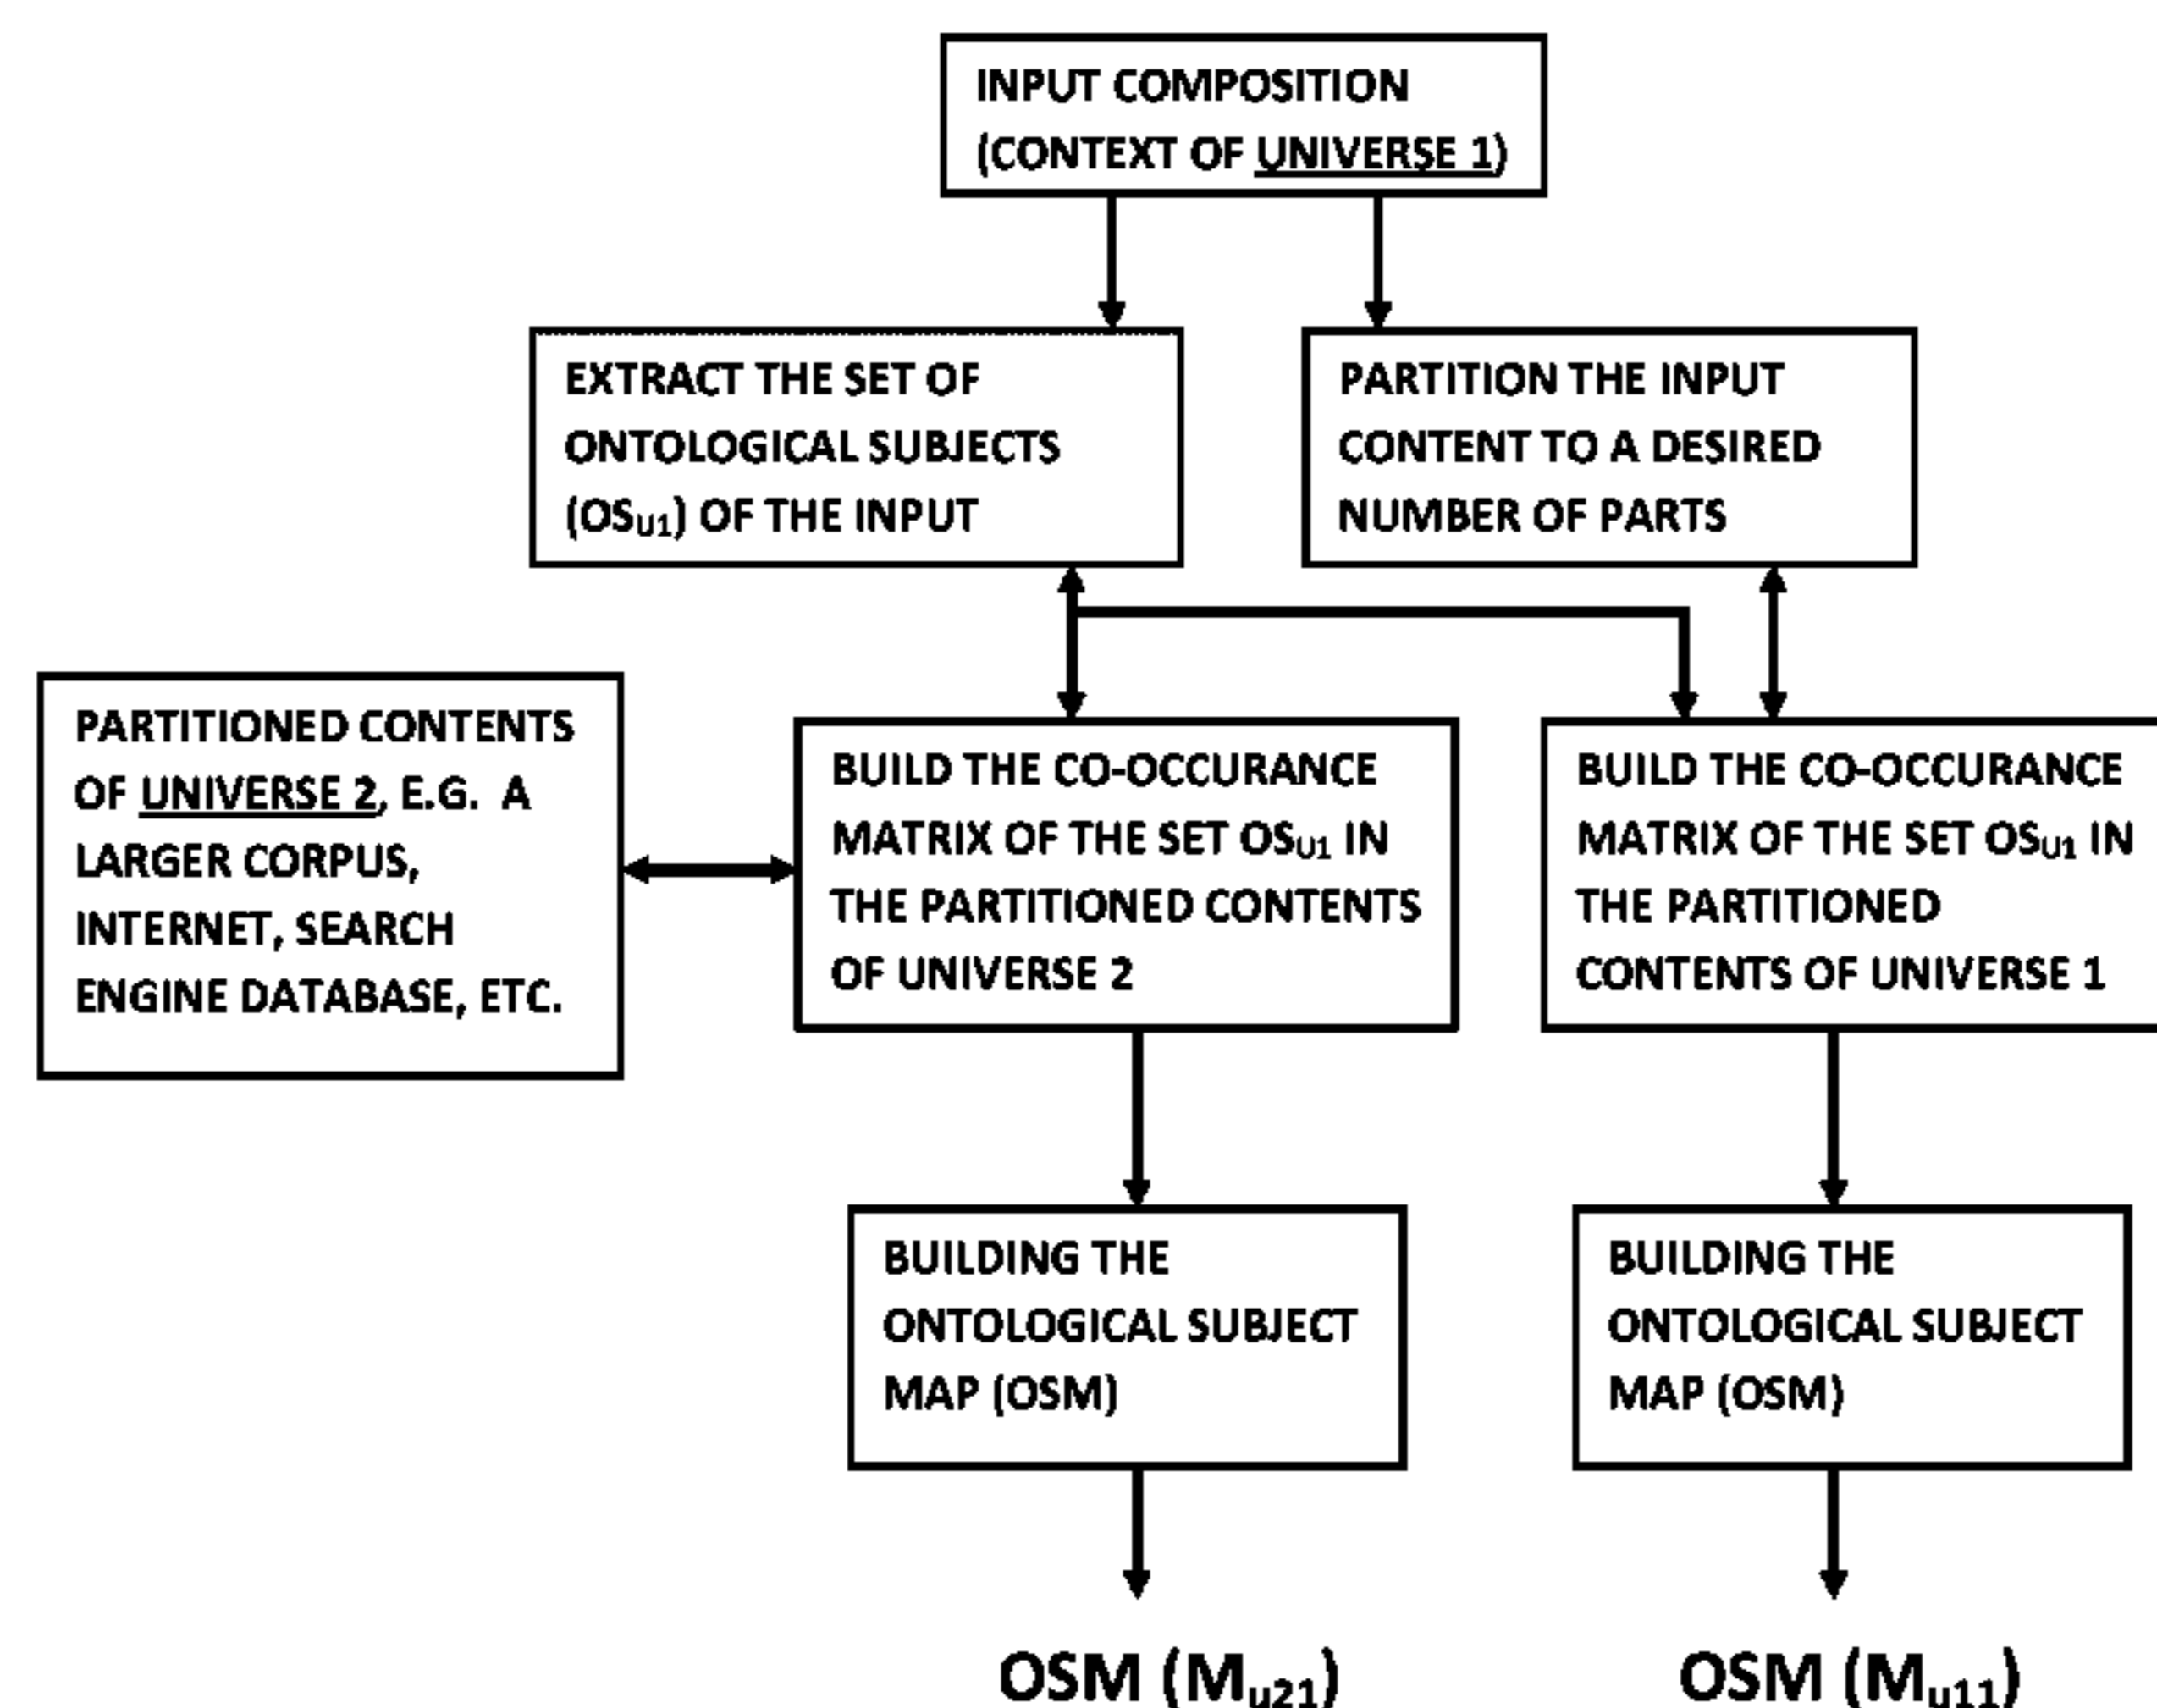 INPUT COMPOSITION
(CONTEXT OF UNIVERSE 1)
EXTRACT THE SET OF
ONTOLOGICAL SUBJECTS
(OSU1) OF THE INPUT
PARTITION THE INPUT
CONTENT TO A DESIRED
NUMBER OF PARTS
PARTITIONED CONTENTS
OF UNIVERSE 2, E.G. A
LARGER CORPUS,
INTERNET, SEARCH
ENGINE DATABASE, ETC.
BUILD THE CO-OCCURANCE
MATRIX OF THE SET OSU1 IN
THE PARTITIONED CONTENTS
OF UNIVERSE 2
BUILD THE CO-OCCURANCE
MATRIX OF THE SET OSU1 IN
THE PARTITIONED
CONTENTS OF UNIVERSE 1
BUILDING THE
ONTOLOGICAL SUBJECT
MAP (OSM)
BUILDING THE
ONTOLOGICAL SUBJECT
MAP (OSM)
OSM (Mu21)
OSM (Mu11)